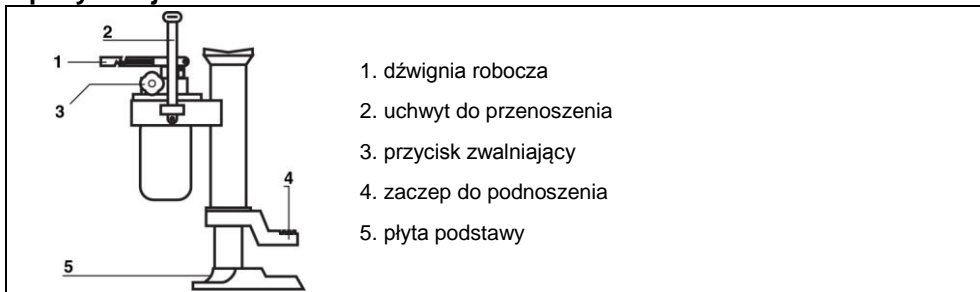 2
1
3
4
5
1. dźwignia robocza
2. uchwyt do przenoszenia
3. przycisk zwalniający
4. zaczep do podnoszenia
5. płyta podstawy